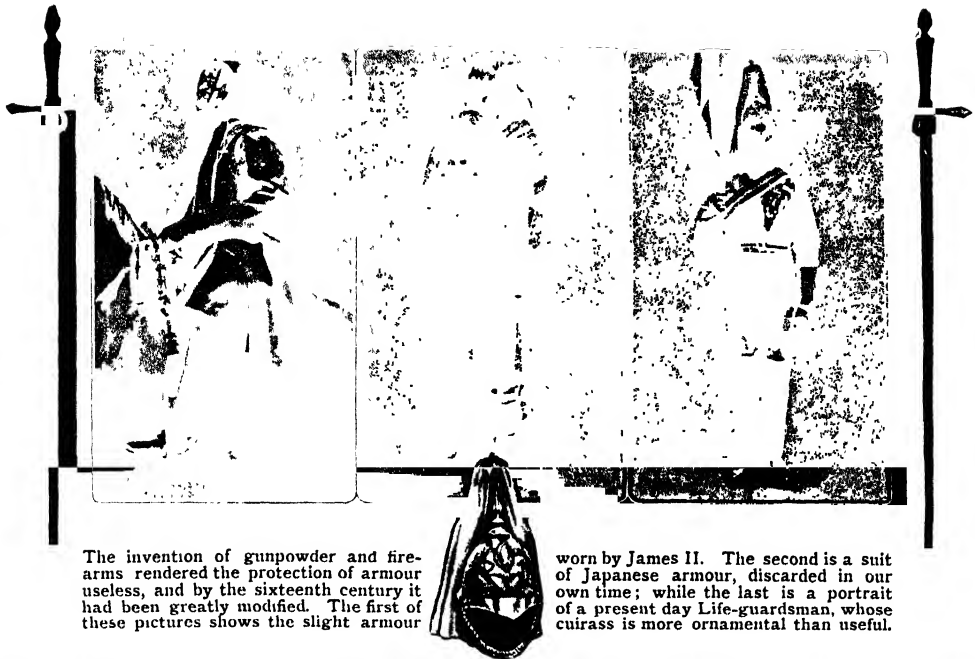 The invention of gunpowder and fire-
arms rendered the protection of armour
useless, and by the sixteenth century it
had been greatly modified. The first of
these pictures shows the slight armour
worn by James II. The second is a suit
of Japanese armour, discarded in our
own time; while the last is a portrait
of a present day Life-guardsman, whose
cuirass is more ornamental than useful.